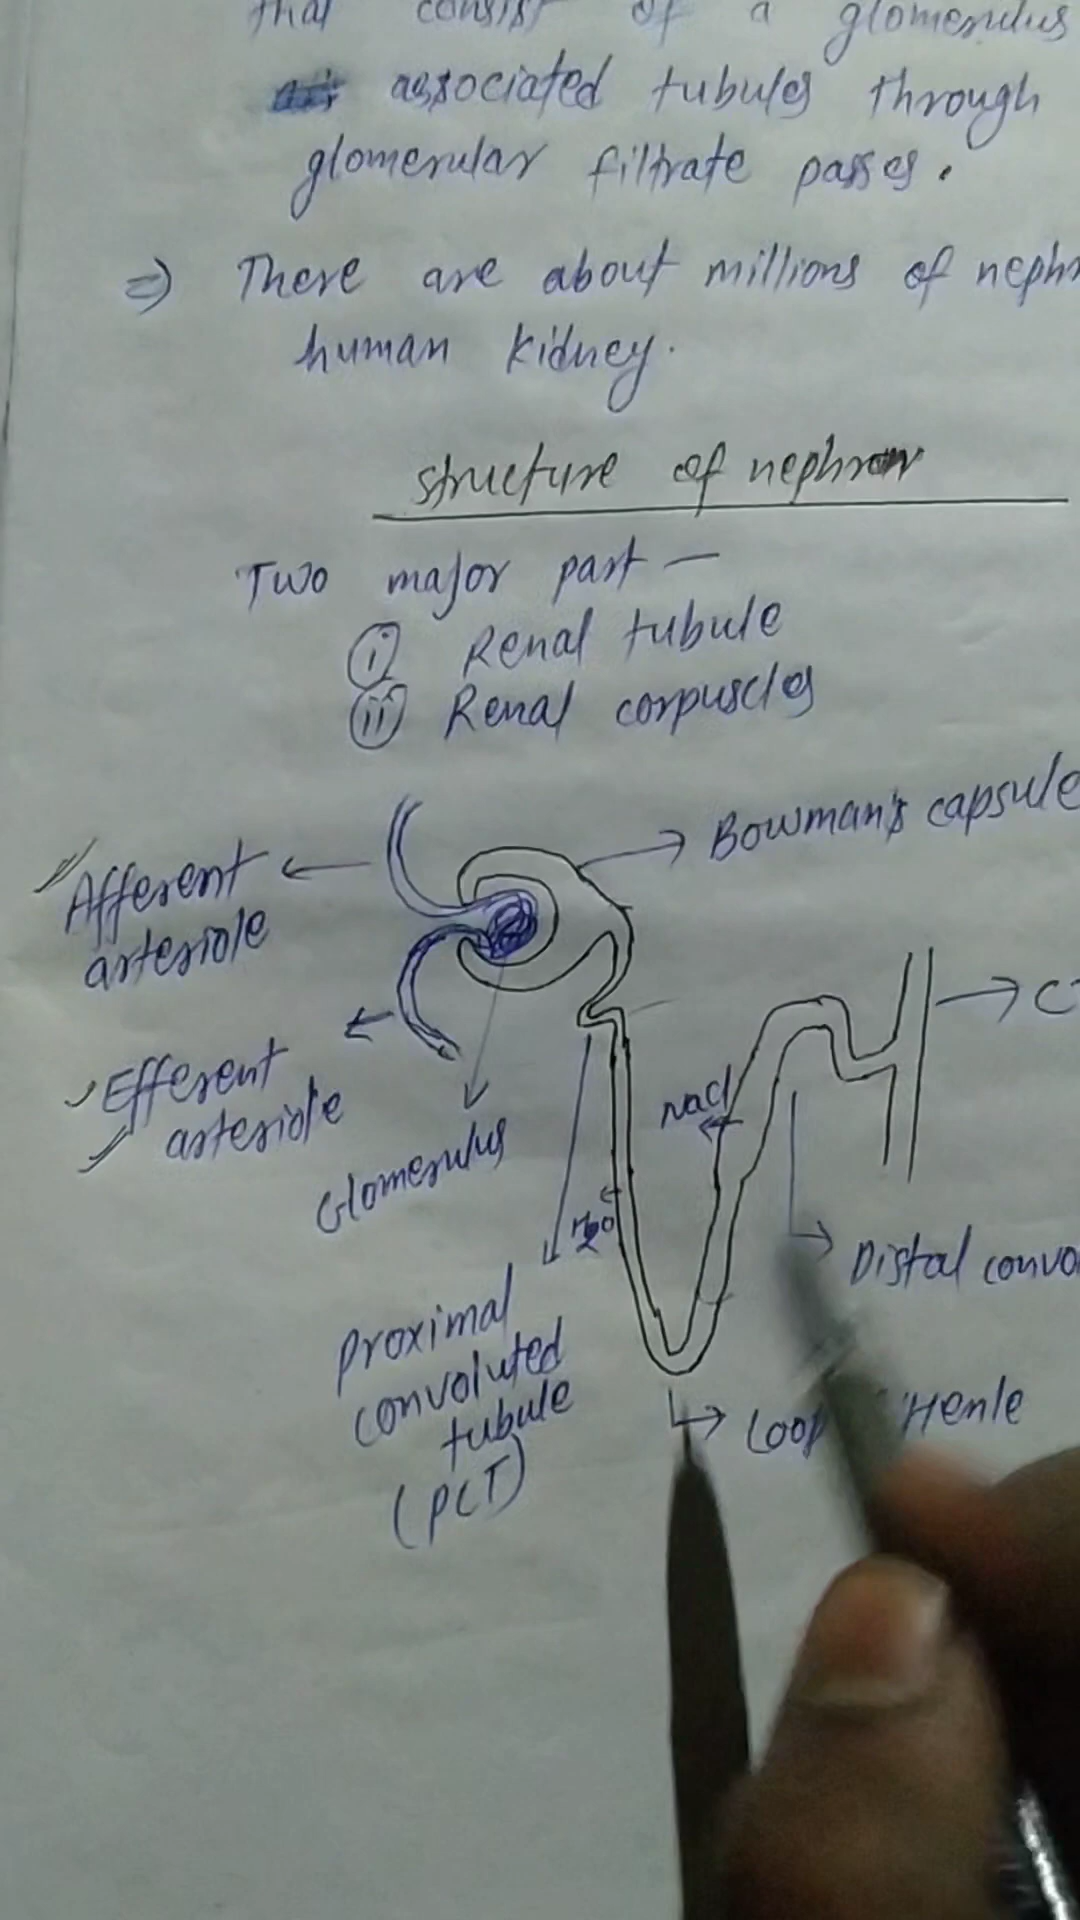 that consist of a glomerulus
associated tubules through
glomerular filtrate passes.
⇒ There are about millions of nephr
human kidney.
structure of nephron
Two major part —
(i) Renal tubule
(ii) Renal corpuscles
Bowman's capsule
Afferent
arteriole
C
Efferent
arteriole
Glomerulus
NaCl
H2O
Distal convo
Proximal
convoluted
tubule
(PCT)
Loop Henle